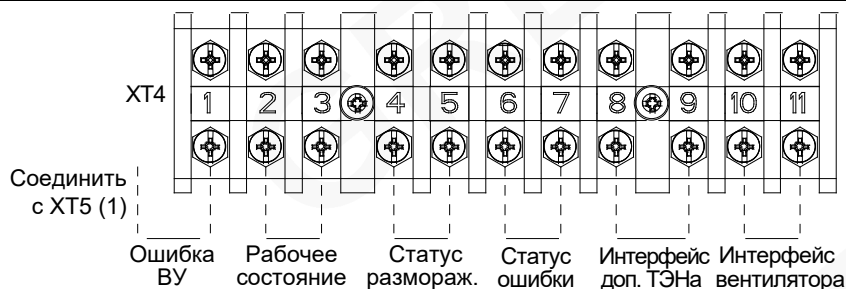 XT4
1 2 3 4 5 6 7 8 9 10 11
Соединить
с XT5 (1)
Ошибка
ВУ
Рабочее
состояние
Статус
размораж.
Статус
ошибки
Интерфейс
доп. ТЭНа
Интерфейс
вентилятора